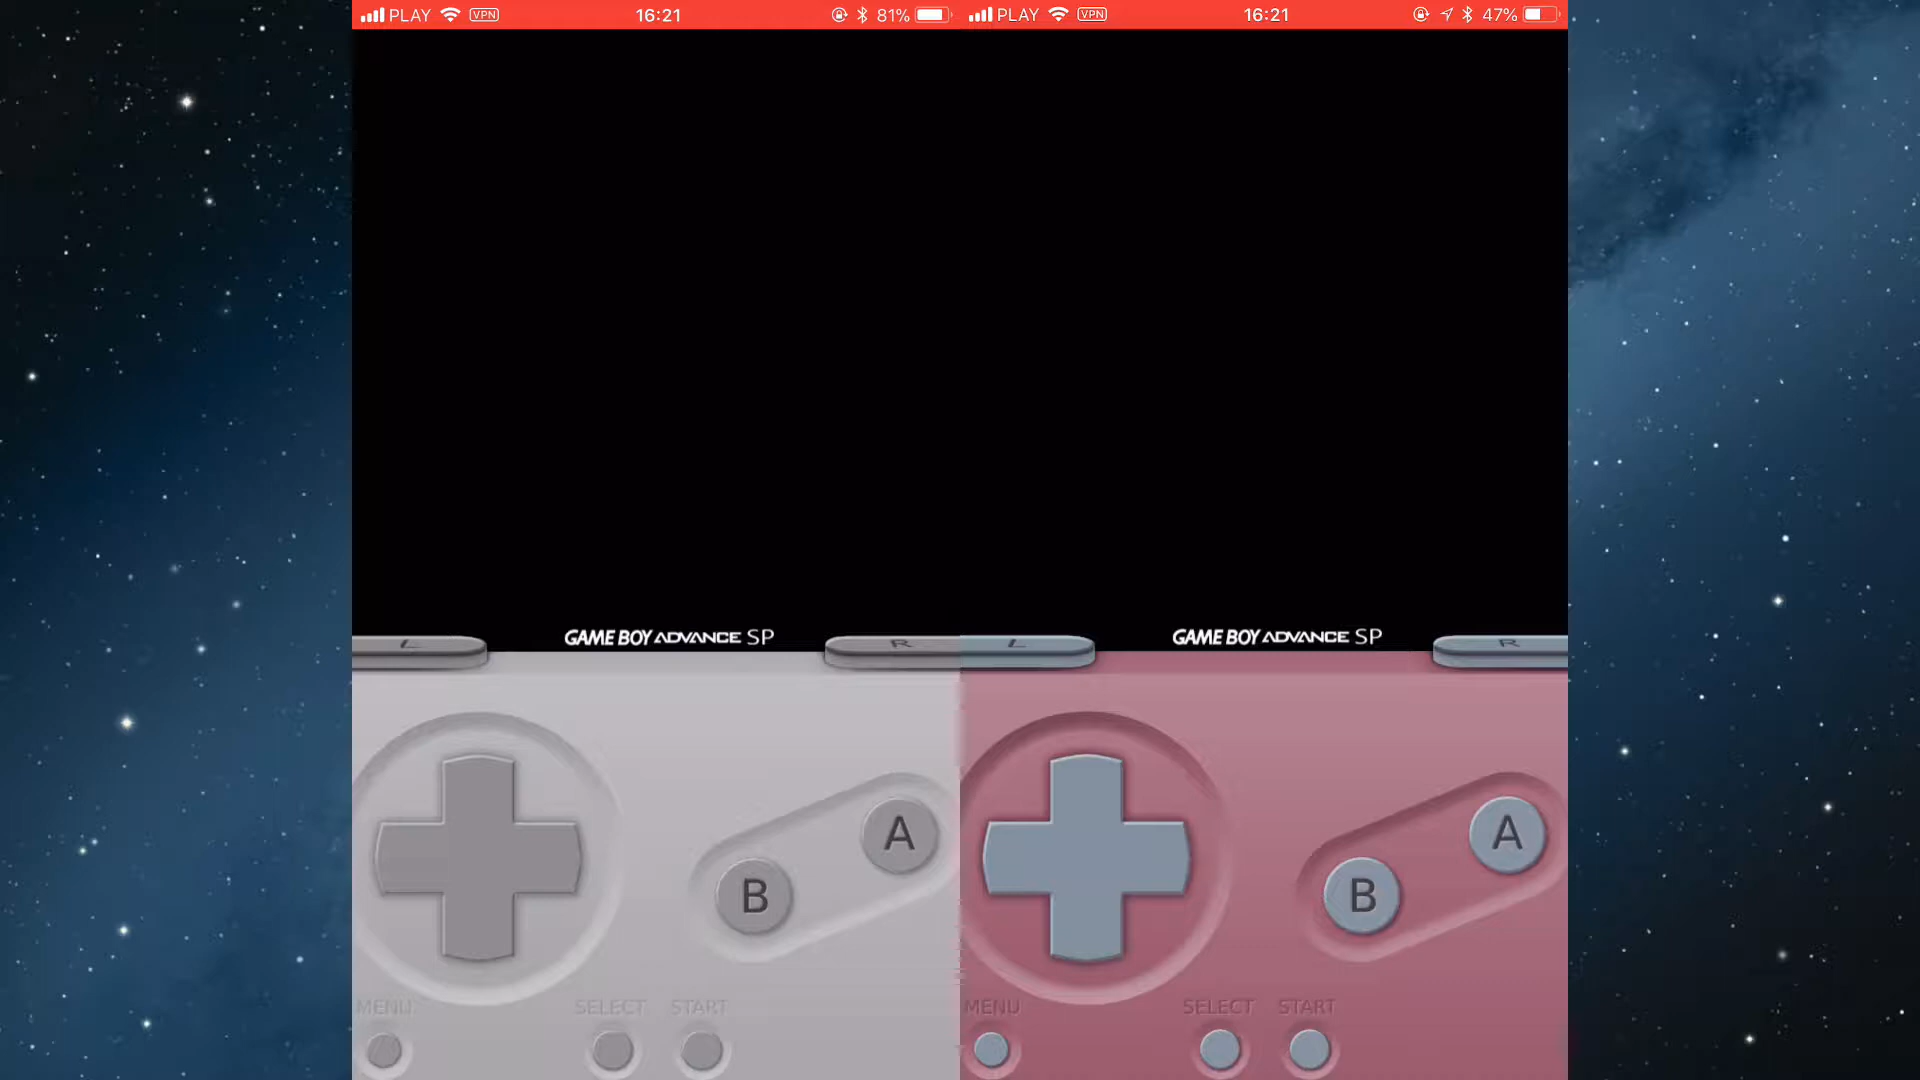 PLAY VPN 16:21 81%
PLAY VPN 16:21 47%
L
GAME BOY ADVANCE SP
R
L
GAME BOY ADVANCE SP
R
A
B
MENU
SELECT START
A
B
MENU
SELECT START